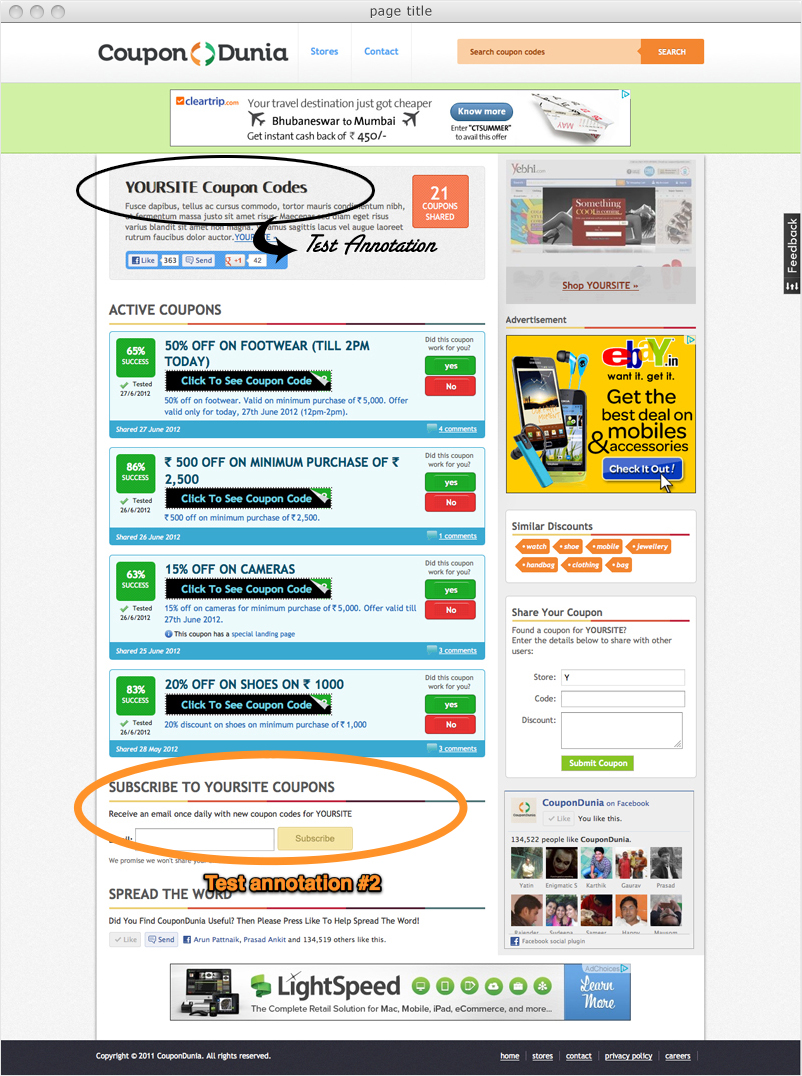 page title
Coupon Dunia
Stores
Contact
Search coupon codes
SEARCH
cleartrip.com
Your travel destination just got cheaper
Bhubaneswar to Mumbai
Get instant cash back of ₹ 450/-
Know more
Enter "CTSUMMER"
to avail this offer
YOURSITE Coupon Codes
Fusce dapibus, tellus ac cursus commodo, tortor mauris condimentum nibh,
ut fermentum massa justo sit amet risus. Maecenas sed diam eget risus
varius blandit sit amet non magna. Vivamus sagittis lacus vel augue laoreet
rutrum faucibus dolor auctor.
21
COUPONS
SHARED
Test Annotation
Like 363 Send +1 42
Yebhi.com
Something
COOL IS COMING
Shop YOURSITE »
Feedback
ACTIVE COUPONS
65%
SUCCESS
Tested
27/6/2012
50% OFF ON FOOTWEAR (TILL 2PM
TODAY)
Click To See Coupon Code
50% off on footwear. Valid on minimum purchase of ₹ 5,000. Offer
valid only for today, 27th June 2012 (12pm-2pm).
Did this coupon
work for you?
yes
No
Shared 27 June 2012
4 comments
86%
SUCCESS
Tested
26/6/2012
₹ 500 OFF ON MINIMUM PURCHASE OF ₹
2,500
Click To See Coupon Code
₹ 500 off on minimum purchase of ₹ 2,500.
Did this coupon
work for you?
yes
No
Shared 26 June 2012
1 comments
63%
SUCCESS
Tested
26/6/2012
15% OFF ON CAMERAS
Click To See Coupon Code
15% off on cameras for minimum purchase of ₹ 5,000. Offer valid till
27th June 2012.
This coupon has a special landing page
Did this coupon
work for you?
yes
No
Shared 25 June 2012
3 comments
83%
SUCCESS
Tested
26/6/2012
20% OFF ON SHOES ON ₹ 1000
Click To See Coupon Code
20% discount on shoes on minimum purchase of ₹ 1,000
Did this coupon
work for you?
yes
No
Shared 28 May 2012
3 comments
SUBSCRIBE TO YOURSITE COUPONS
Receive an email once daily with new coupon codes for YOURSITE
Email:
Subscribe
We promise we won't share your
Test annotation #2
SPREAD THE WORD
Did You Find CouponDunia Useful? Then Please Press Like To Help Spread The Word!
Like Send Arun Pattnaik, Prasad Ankit and 134,519 others like this.
Advertisement
ebay.in
want it. get it.
Get the
best deal on
mobiles
& accessories
Check It Out!
Similar Discounts
watch shoe mobile jewellery
handbag clothing bag
Share Your Coupon
Found a coupon for YOURSITE?
Enter the details below to share with other
users:
Store: Y
Code:
Discount:
Submit Coupon
CouponDunia on Facebook
Like You like this.
134,522 people like CouponDunia.
Yatin Enigmatic S Karthik Gaurav Prasad
Rajender Sudeepa Sameer Happy Mausam
Facebook social plugin
LightSpeed
The Complete Retail Solution for Mac, Mobile, iPad, eCommerce, and more...
AdChoices
Learn
More
Copyright © 2011 CouponDunia. All rights reserved.
home stores contact privacy policy careers